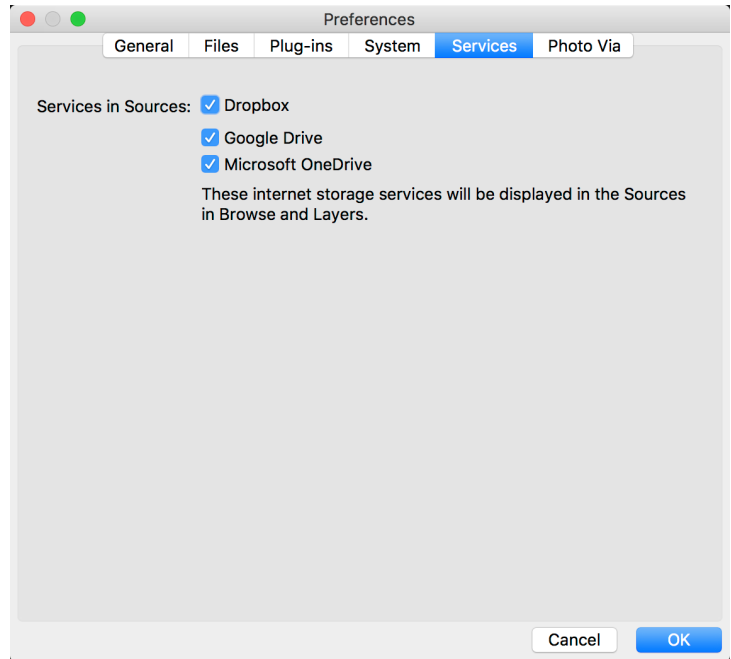 Preferences
General Files Plug-ins System Services Photo Via
Services in Sources: Dropbox
Google Drive
Microsoft OneDrive
These internet storage services will be displayed in the Sources
in Browse and Layers.
Cancel OK